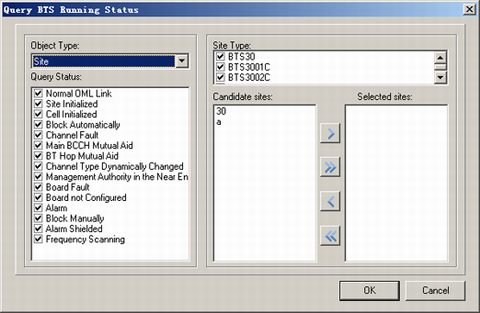 Query BTS Running Status
Object Type:
Site
Query Status:
Normal OML Link
Site Initialized
Cell Initialized
Block Automatically
Channel Fault
Main BCCH Mutual Aid
BT Hop Mutual Aid
Channel Type Dynamically Changed
Management Authority in the Near En
Board Fault
Board not Configured
Alarm
Block Manually
Alarm Shielded
Frequency Scanning
Site Type:
BTS30
BTS3001C
BTS3002C
Candidate sites:
30
a
Selected sites:
OK
Cancel